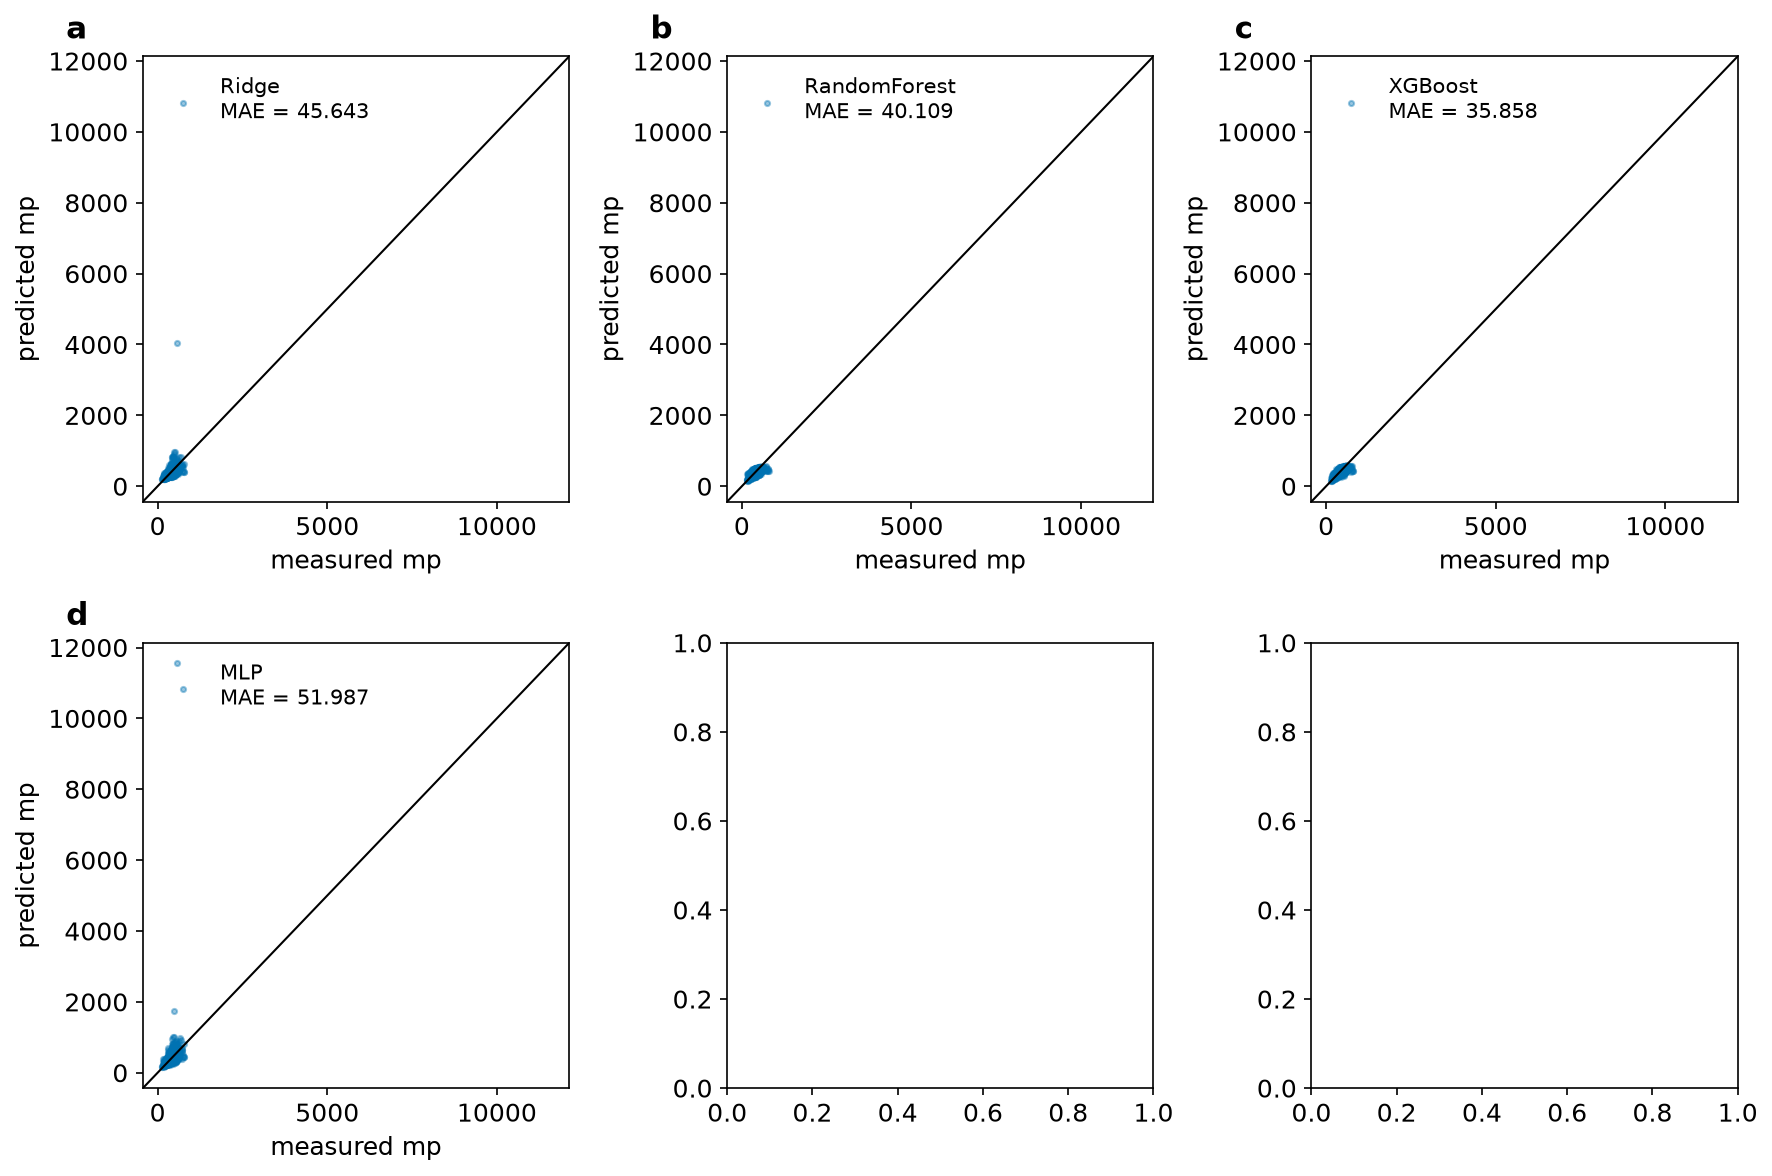 a
12000
10000
8000
6000
4000
2000
0
0 5000 10000
predicted mp
measured mp
Ridge
MAE = 45.643
b
12000
10000
8000
6000
4000
2000
0
0 5000 10000
predicted mp
measured mp
RandomForest
MAE = 40.109
c
12000
10000
8000
6000
4000
2000
0
0 5000 10000
predicted mp
measured mp
XGBoost
MAE = 35.858
d
12000
10000
8000
6000
4000
2000
0
0 5000 10000
predicted mp
measured mp
MLP
MAE = 51.987
1.0
0.8
0.6
0.4
0.2
0.0
0.0 0.2 0.4 0.6 0.8 1.0
1.0
0.8
0.6
0.4
0.2
0.0
0.0 0.2 0.4 0.6 0.8 1.0